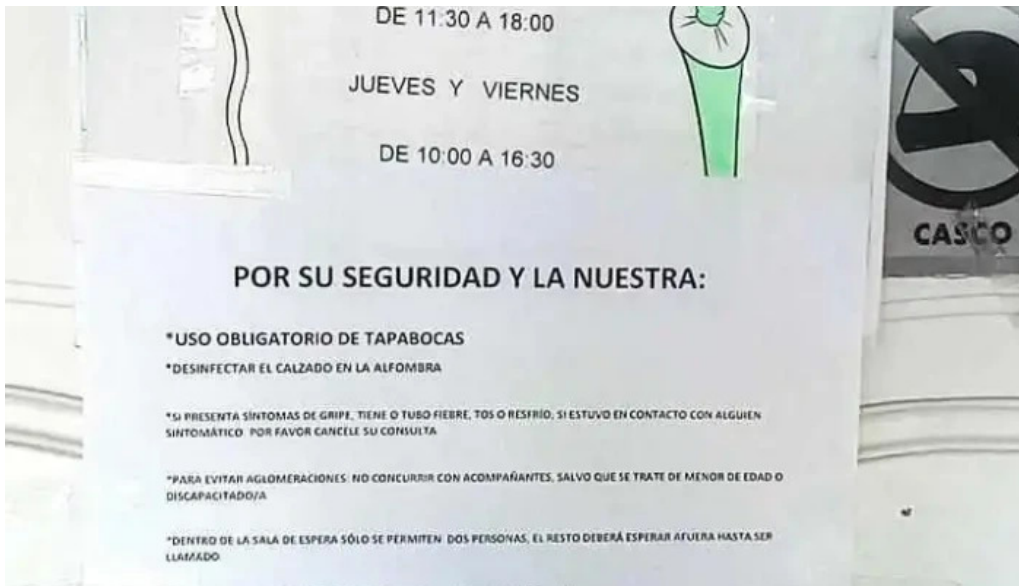 DE 11:30 A 18:00
JUEVES Y VIERNES
DE 10:00 A 16:30
CASCO
POR SU SEGURIDAD Y LA NUESTRA:
*USO OBLIGATORIO DE TAPABOCAS
*DESINFECTAR EL CALZADO EN LA ALFOMBRA
*SI PRESENTA SÍNTOMAS DE GRIPE, TIENE O TUBO FIEBRE, TOS O RESFRÍO, SI ESTUVO EN CONTACTO CON ALGUIEN
SINTOMÁTICO POR FAVOR CANCELE SU CONSULTA
*PARA EVITAR AGLOMERACIONES NO CONCURRIR CON ACOMPAÑANTES, SALVO QUE SE TRATE DE MENOR DE EDAD O
DISCAPACITADO/A
*DENTRO DE LA SALA DE ESPERA SÓLO SE PERMITEN DOS PERSONAS, EL RESTO DEBERÁ ESPERAR AFUERA HASTA SER
LLAMADO